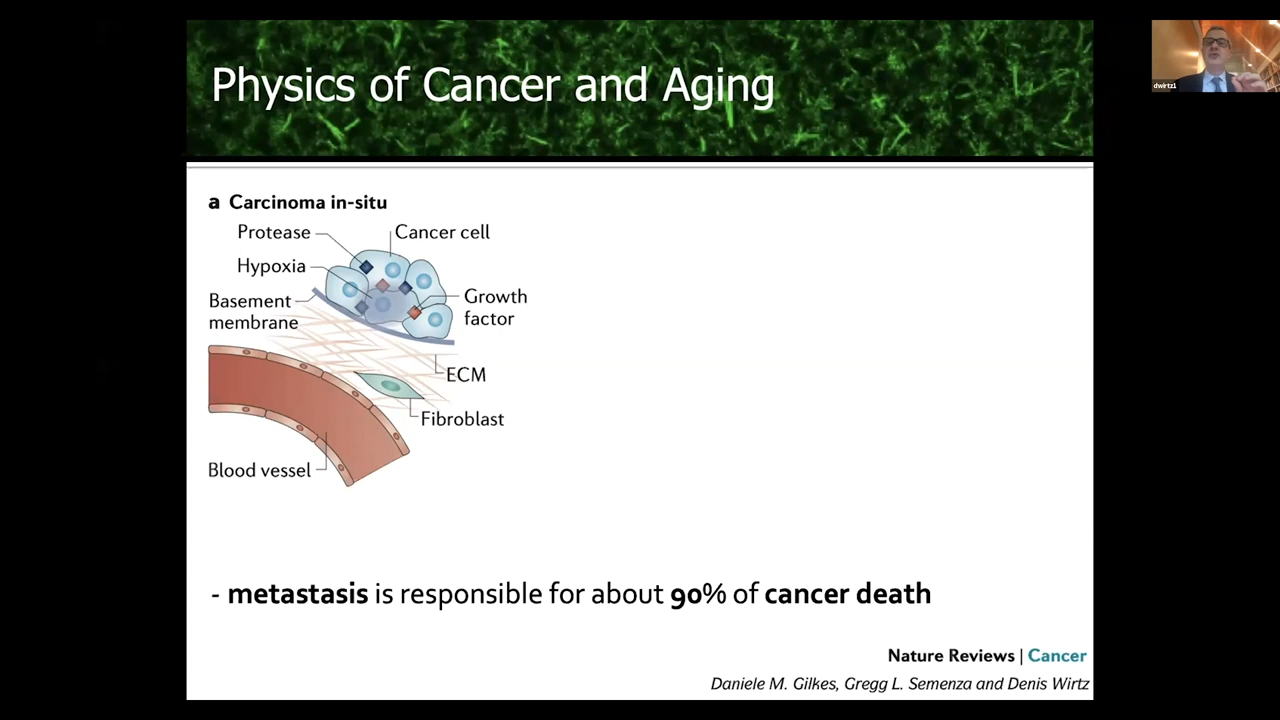 Physics of Cancer and Aging
dwirtz1
a Carcinoma in-situ
Protease
Cancer cell
Hypoxia
Basement
membrane
Growth
factor
ECM
Fibroblast
Blood vessel
- metastasis is responsible for about 90% of cancer death
Nature Reviews | Cancer
Daniele M. Gilkes, Gregg L. Semenza and Denis Wirtz